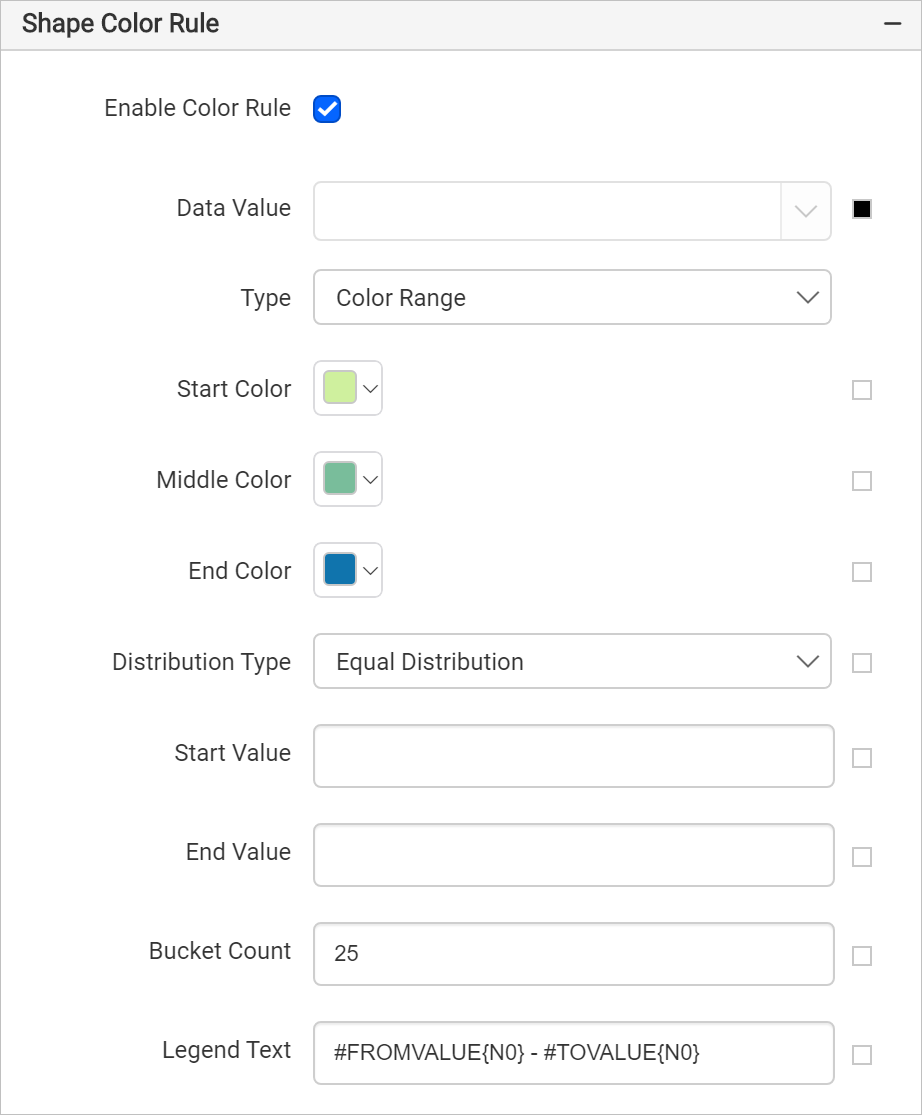 Shape Color Rule
Enable Color Rule
Data Value
Type Color Range
Start Color
Middle Color
End Color
Distribution Type Equal Distribution
Start Value
End Value
Bucket Count 25
Legend Text #FROMVALUE{N0} - #TOVALUE{N0}